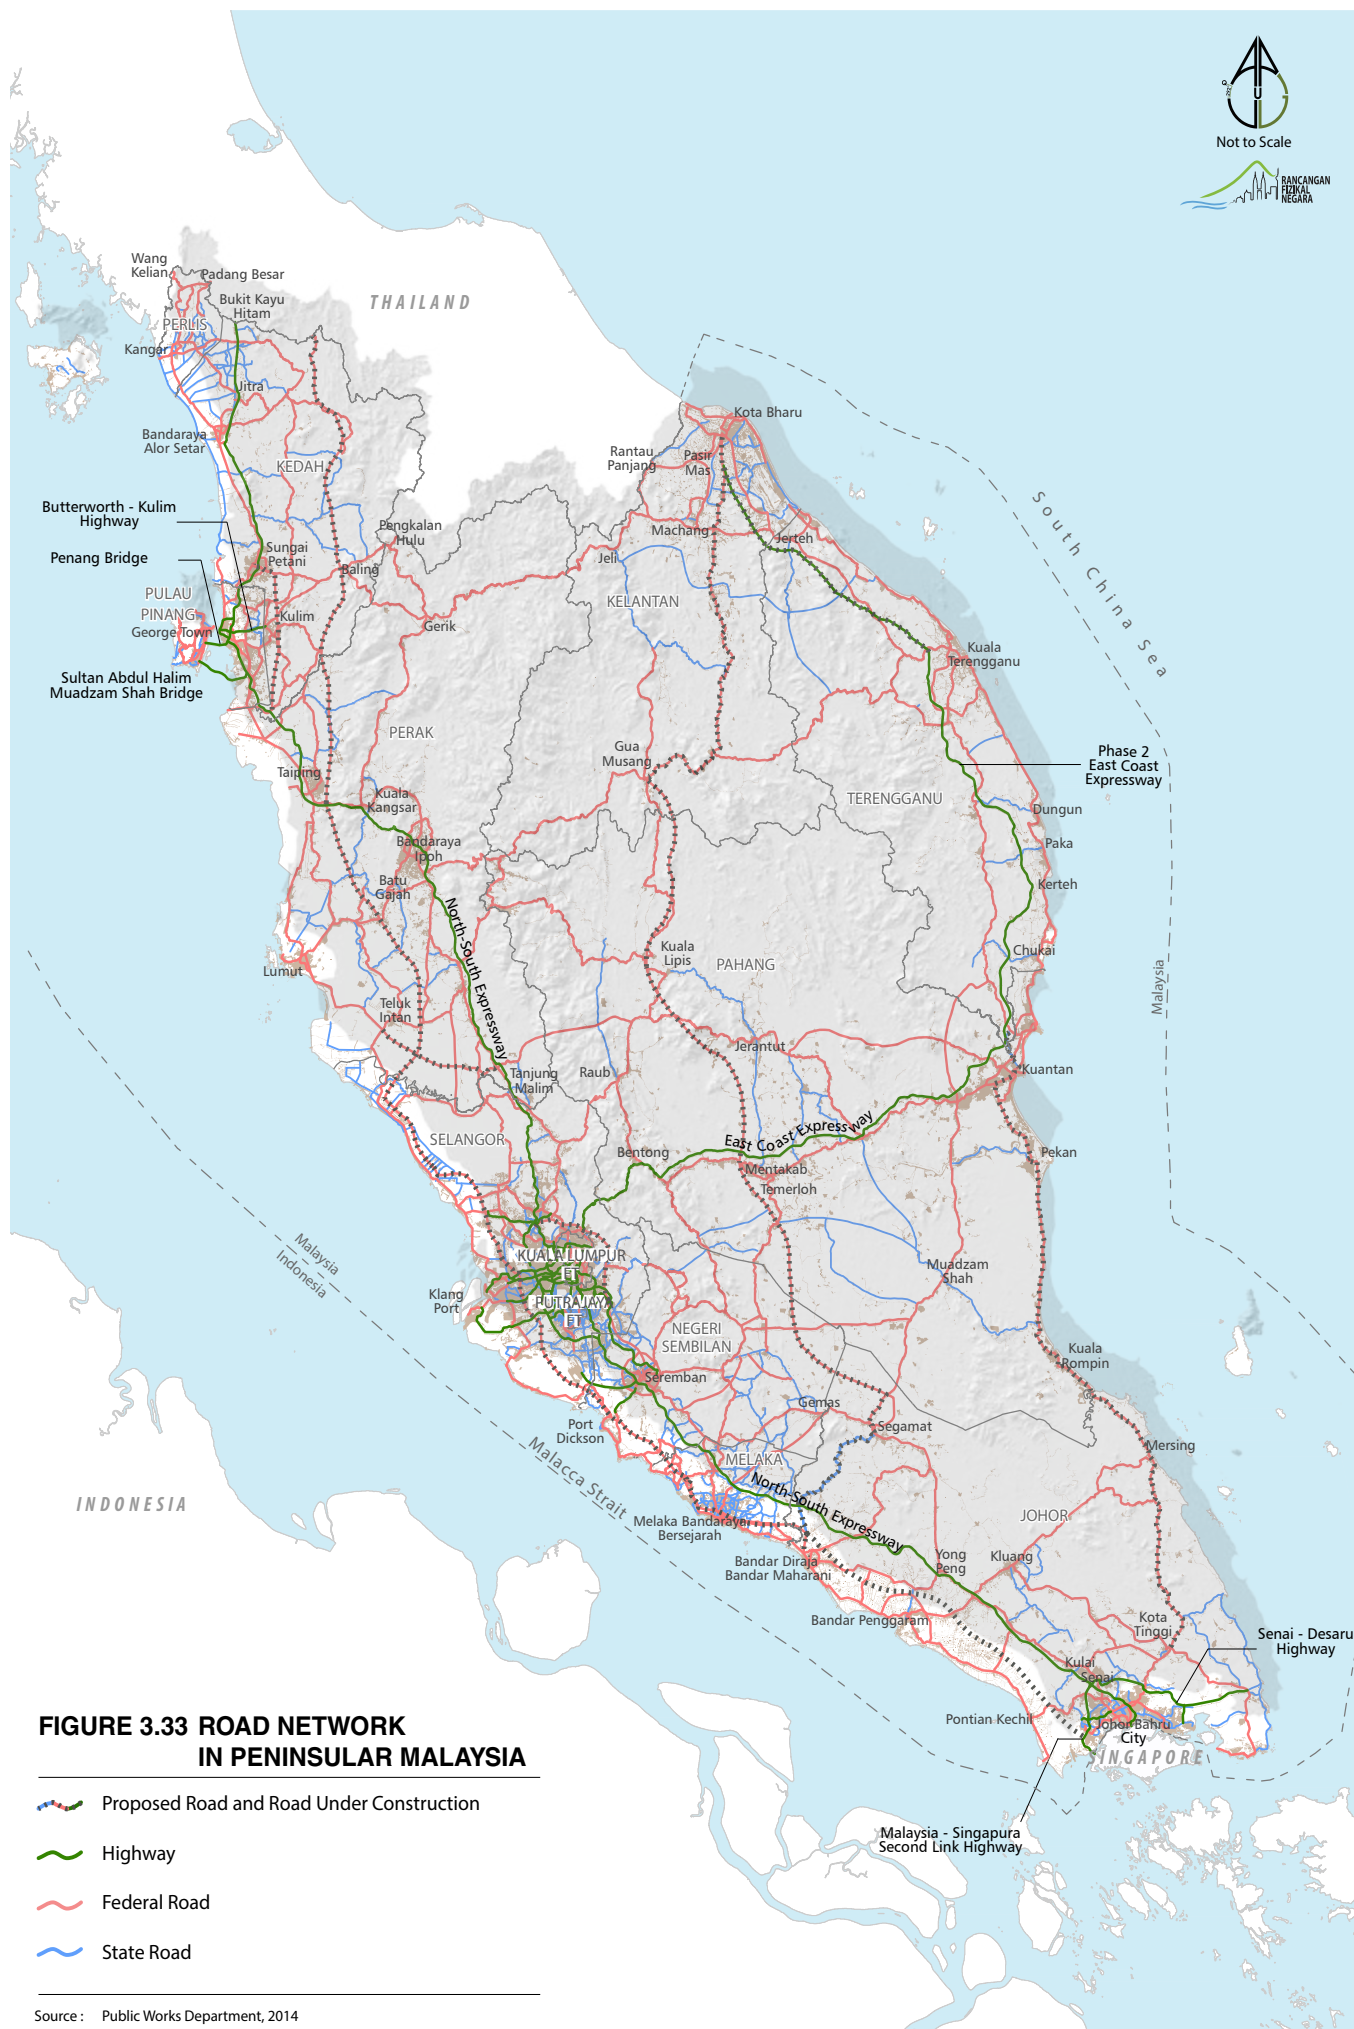 Not to Scale
RANCANGAN
FIZIKAL
NEGARA
Wang
Kelian
Padang Besar
Bukit Kayu
Hitam
THAILAND
PERLIS
Kangar
Jitra
Bandaraya
Alor Setar
KEDAH
Kota Bharu
Rantau
Panjang
Pasir
Mas
South China Sea
Butterworth - Kulim
Highway
Pengkalan
Hulu
Machang
Jerteh
Penang Bridge
Sungai
Petani
Baling
Jeli
PULAU
PINANG
KELANTAN
Kulim
George Town
Gerik
Kuala
Terengganu
Sultan Abdul Halim
Muadzam Shah Bridge
PERAK
Gua
Musang
Phase 2
East Coast
Expressway
Taiping
Kuala
Kangsar
TERENGGANU
Dungun
Bandaraya
Ipoh
Paka
Batu
Gajah
Kerteh
North-South Expressway
Kuala
Lipis
PAHANG
Chukai
Lumut
Malaysia
Teluk
Intan
Jerantut
Tanjung
Malim
Raub
Kuantan
SELANGOR
East Coast Expressway
Bentong
Pekan
Mentakab
Temerloh
Malaysia
Indonesia
KUALA LUMPUR
ET
Muadzam
Shah
Klang
Port
PUTRAJAYA
ET
NEGERI
SEMBILAN
Kuala
Rompin
Seremban
Gemas
Port
Dickson
Segamat
Mersing
MELAKA
Malacca Strait
North-South Expressway
INDONESIA
JOHOR
Melaka Bandaraya
Bersejarah
Bandar Diraja
Bandar Maharani
Yong
Peng
Kluang
Bandar Penggaram
Kota
Tinggi
Senai - Desaru
Highway
Kulai
Senai
Pontian Kechil
Johor Bahru
City
SINGAPORE
Malaysia - Singapura
Second Link Highway
FIGURE 3.33 ROAD NETWORK
IN PENINSULAR MALAYSIA
Proposed Road and Road Under Construction
Highway
Federal Road
State Road
Source : Public Works Department, 2014